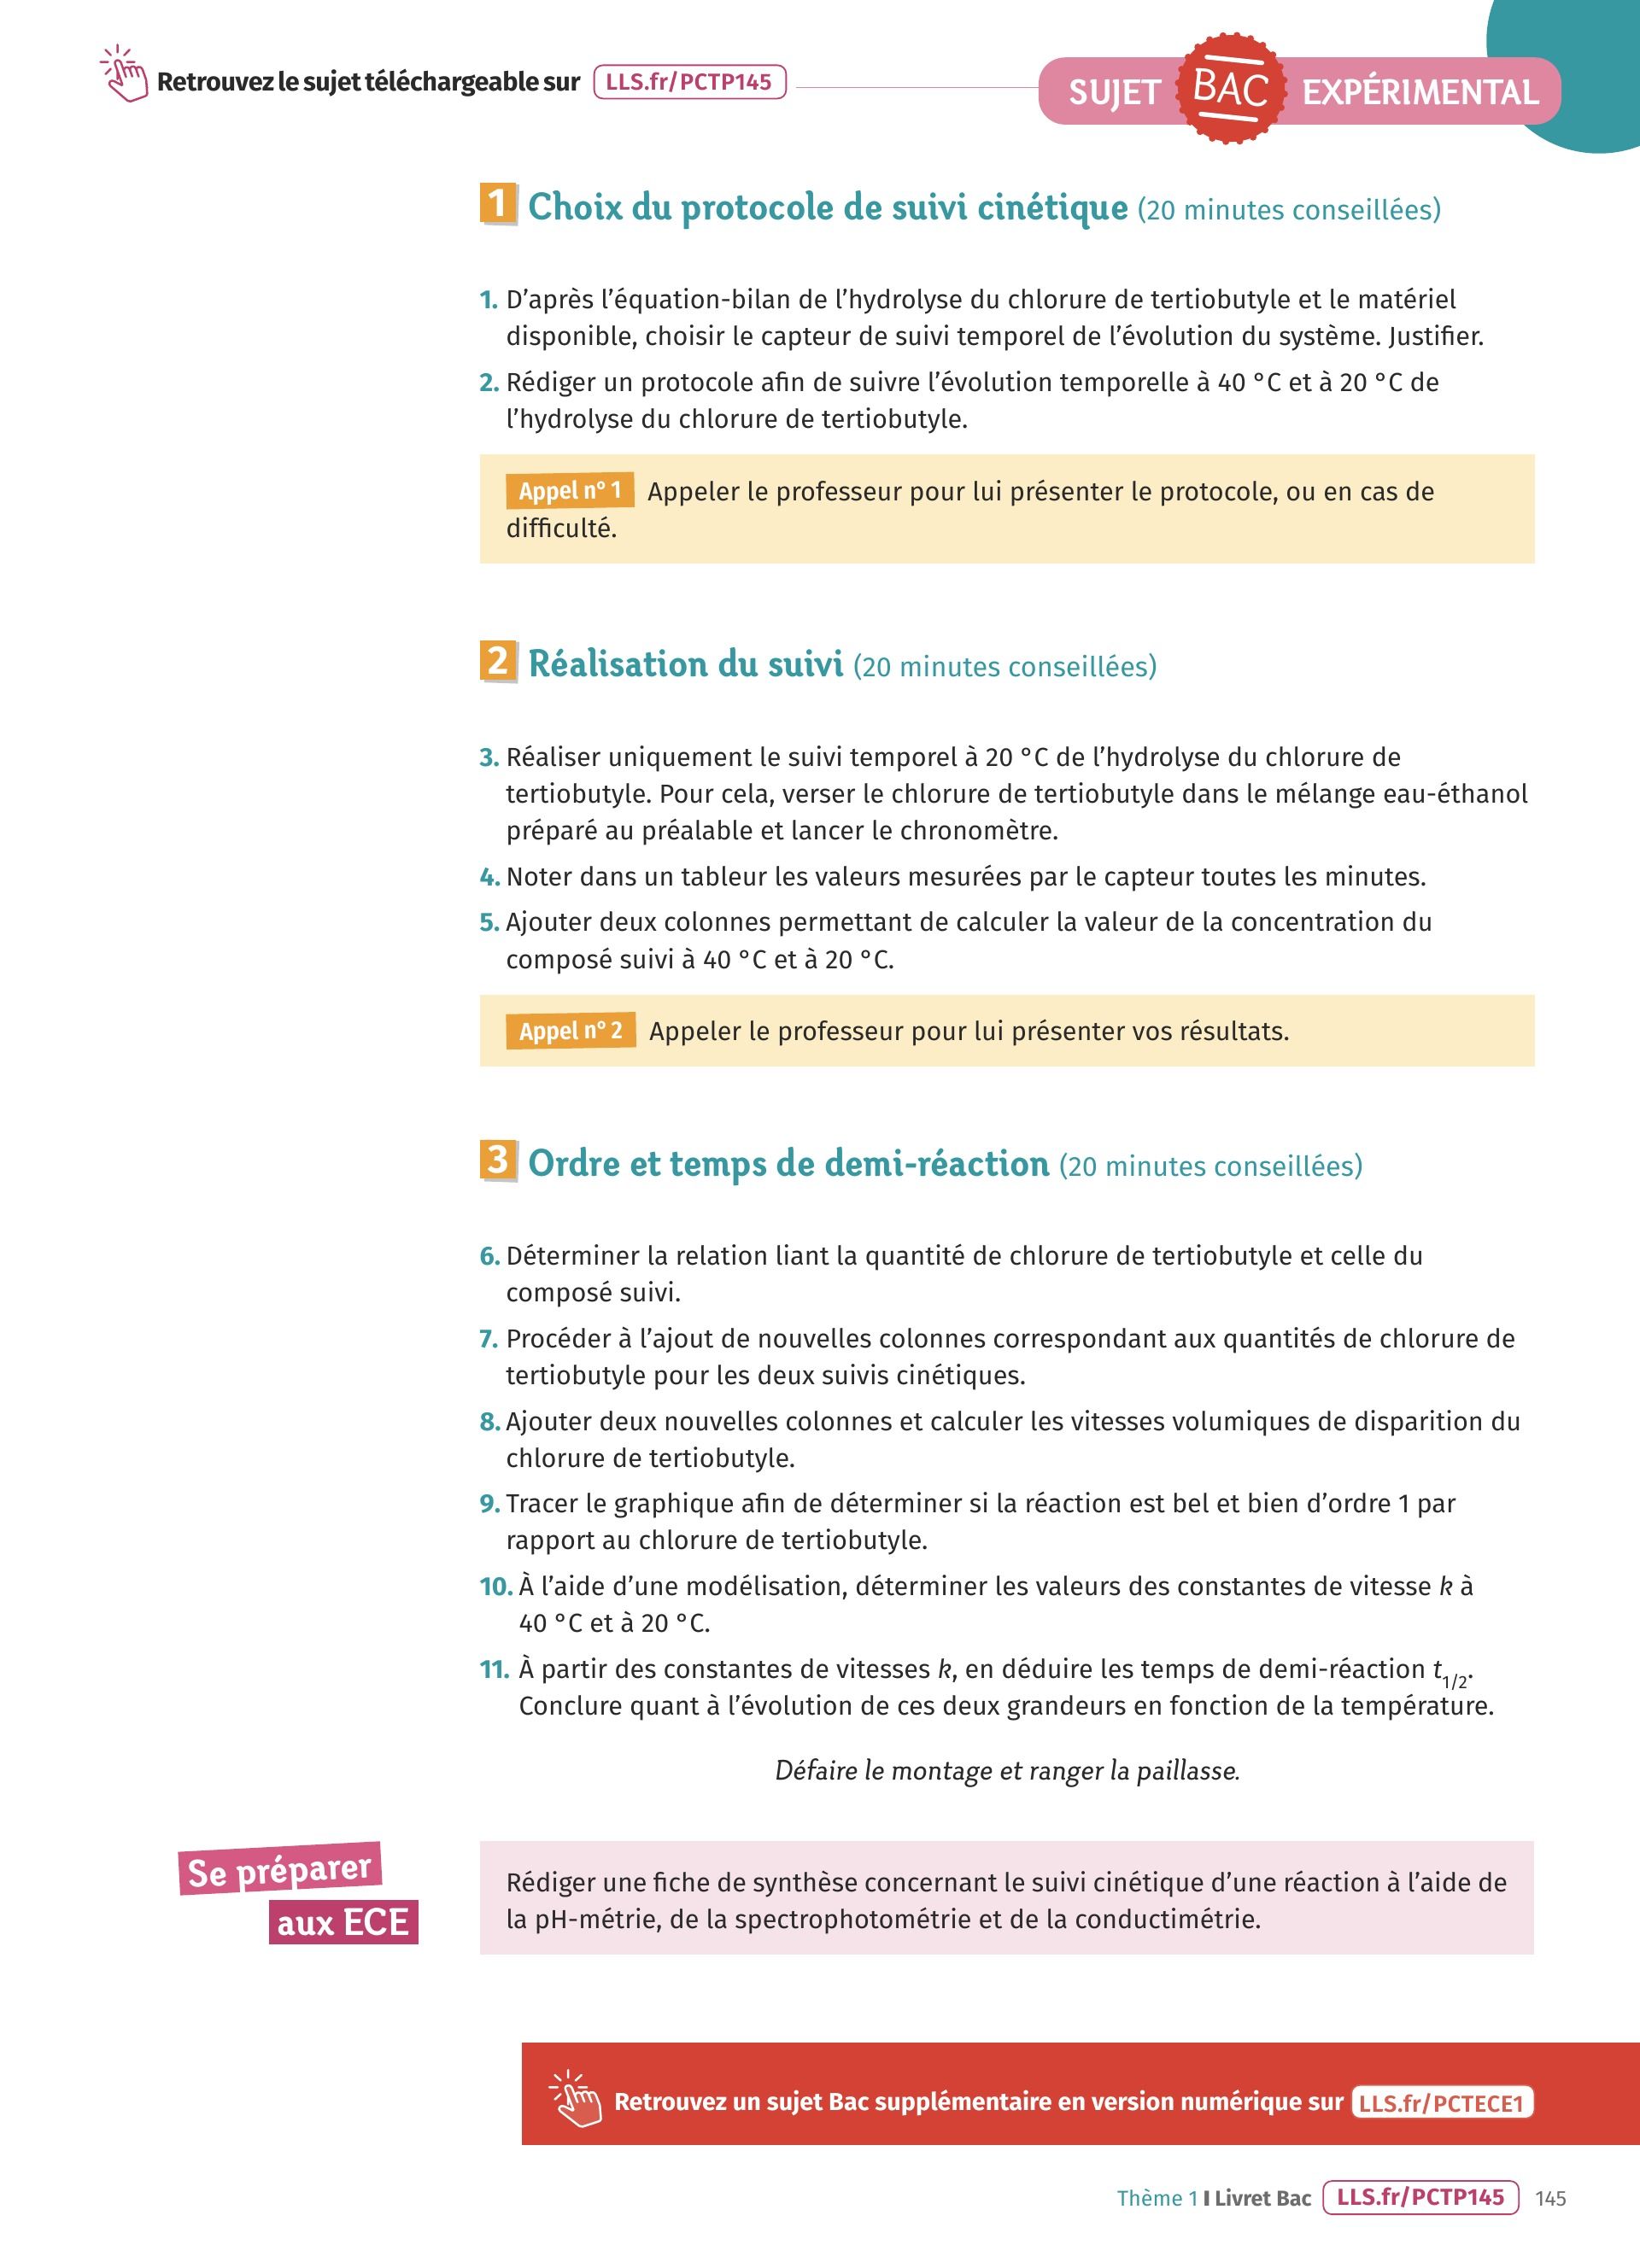 Retrouvez le sujet téléchargeable sur LLS.fr/PCTP145
SUJET BAC EXPÉRIMENTAL
1 Choix du protocole de suivi cinétique (20 minutes conseillées)
1. D’après l’équation-bilan de l’hydrolyse du chlorure de tertiobutyle et le matériel
disponible, choisir le capteur de suivi temporel de l’évolution du système. Justifier.
2. Rédiger un protocole afin de suivre l’évolution temporelle à 40 °C et à 20 °C de
l’hydrolyse du chlorure de tertiobutyle.
Appel n° 1 Appeler le professeur pour lui présenter le protocole, ou en cas de
difficulté.
2 Réalisation du suivi (20 minutes conseillées)
3. Réaliser uniquement le suivi temporel à 20 °C de l’hydrolyse du chlorure de
tertiobutyle. Pour cela, verser le chlorure de tertiobutyle dans le mélange eau-éthanol
préparé au préalable et lancer le chronomètre.
4. Noter dans un tableur les valeurs mesurées par le capteur toutes les minutes.
5. Ajouter deux colonnes permettant de calculer la valeur de la concentration du
composé suivi à 40 °C et à 20 °C.
Appel n° 2 Appeler le professeur pour lui présenter vos résultats.
3 Ordre et temps de demi-réaction (20 minutes conseillées)
6. Déterminer la relation liant la quantité de chlorure de tertiobutyle et celle du
composé suivi.
7. Procéder à l’ajout de nouvelles colonnes correspondant aux quantités de chlorure de
tertiobutyle pour les deux suivis cinétiques.
8. Ajouter deux nouvelles colonnes et calculer les vitesses volumiques de disparition du
chlorure de tertiobutyle.
9. Tracer le graphique afin de déterminer si la réaction est bel et bien d’ordre 1 par
rapport au chlorure de tertiobutyle.
10. À l’aide d’une modélisation, déterminer les valeurs des constantes de vitesse k à
40 °C et à 20 °C.
11. À partir des constantes de vitesses k, en déduire les temps de demi-réaction t1/2.
Conclure quant à l’évolution de ces deux grandeurs en fonction de la température.
Défaire le montage et ranger la paillasse.
Se préparer
aux ECE
Rédiger une fiche de synthèse concernant le suivi cinétique d’une réaction à l’aide de
la pH-métrie, de la spectrophotométrie et de la conductimétrie.
Retrouvez un sujet Bac supplémentaire en version numérique sur LLS.fr/PCTECE1
Thème 1 I Livret Bac LLS.fr/PCTP145 145